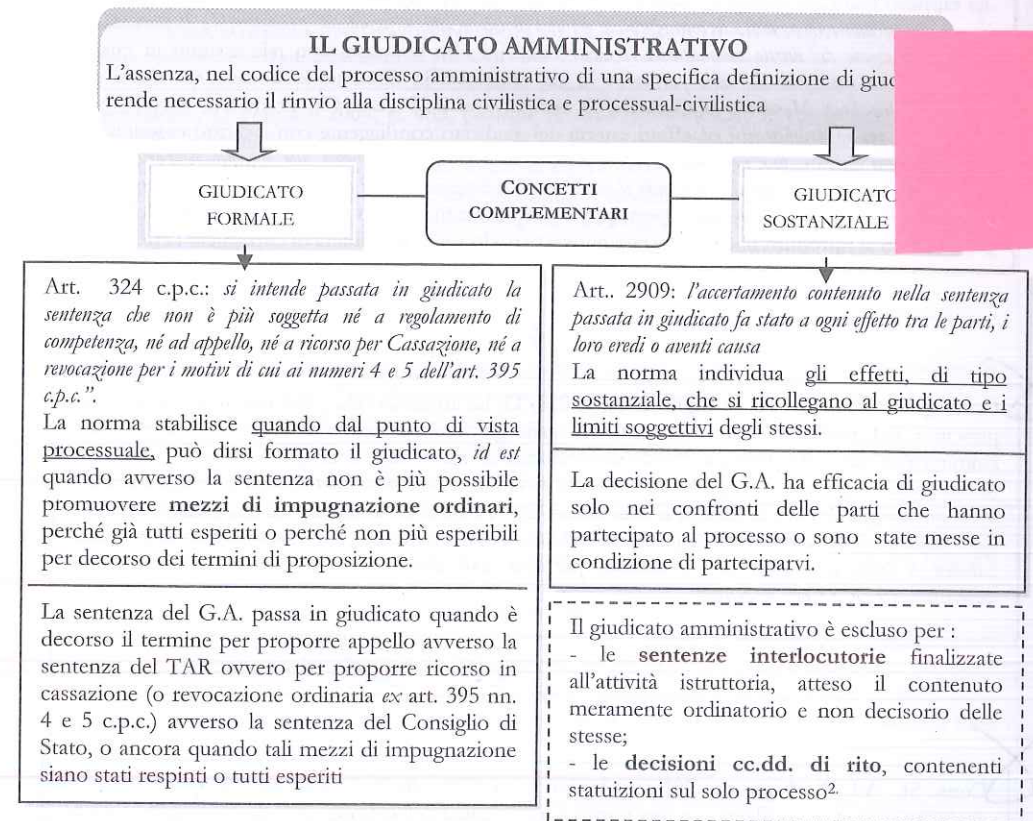 IL GIUDICATO AMMINISTRATIVO
L'assenza, nel codice del processo amministrativo di una specifica definizione di giud
rende necessario il rinvio alla disciplina civilistica e processual-civilistica
GIUDICATO
FORMALE
CONCETTI
COMPLEMENTARI
GIUDICATO
SOSTANZIALE
Art. 324 c.p.c.: si intende passata in giudicato la
sentenza che non è più soggetta né a regolamento di
competenza, né ad appello, né a ricorso per Cassazione, né a
revocazione per i motivi di cui ai numeri 4 e 5 dell'art. 395
c.p.c.".
La norma stabilisce quando dal punto di vista
processuale, può dirsi formato il giudicato, id est
quando avverso la sentenza non è più possibile
promuovere mezzi di impugnazione ordinari,
perché già tutti esperiti o perché non più esperibili
per decorso dei termini di proposizione.
La sentenza del G.A. passa in giudicato quando è
decorso il termine per proporre appello avverso la
sentenza del TAR ovvero per proporre ricorso in
cassazione (o revocazione ordinaria ex art. 395 nn.
4 e 5 c.p.c.) avverso la sentenza del Consiglio di
Stato, o ancora quando tali mezzi di impugnazione
siano stati respinti o tutti esperiti
Art.. 2909: l'accertamento contenuto nella sentenza
passata in giudicato fa stato a ogni effetto tra le parti, i
loro eredi o aventi causa
La norma individua gli effetti, di tipo
sostanziale, che si ricollegano al giudicato e i
limiti soggettivi degli stessi.
La decisione del G.A. ha efficacia di giudicato
solo nei confronti delle parti che hanno
partecipato al processo o sono state messe in
condizione di parteciparvi.
Il giudicato amministrativo è escluso per :
- le sentenze interlocutorie finalizzate
all'attività istruttoria, atteso il contenuto
meramente ordinatorio e non decisorio delle
stesse;
- le decisioni cc.dd. di rito, contenenti
statuizioni sul solo processo2.